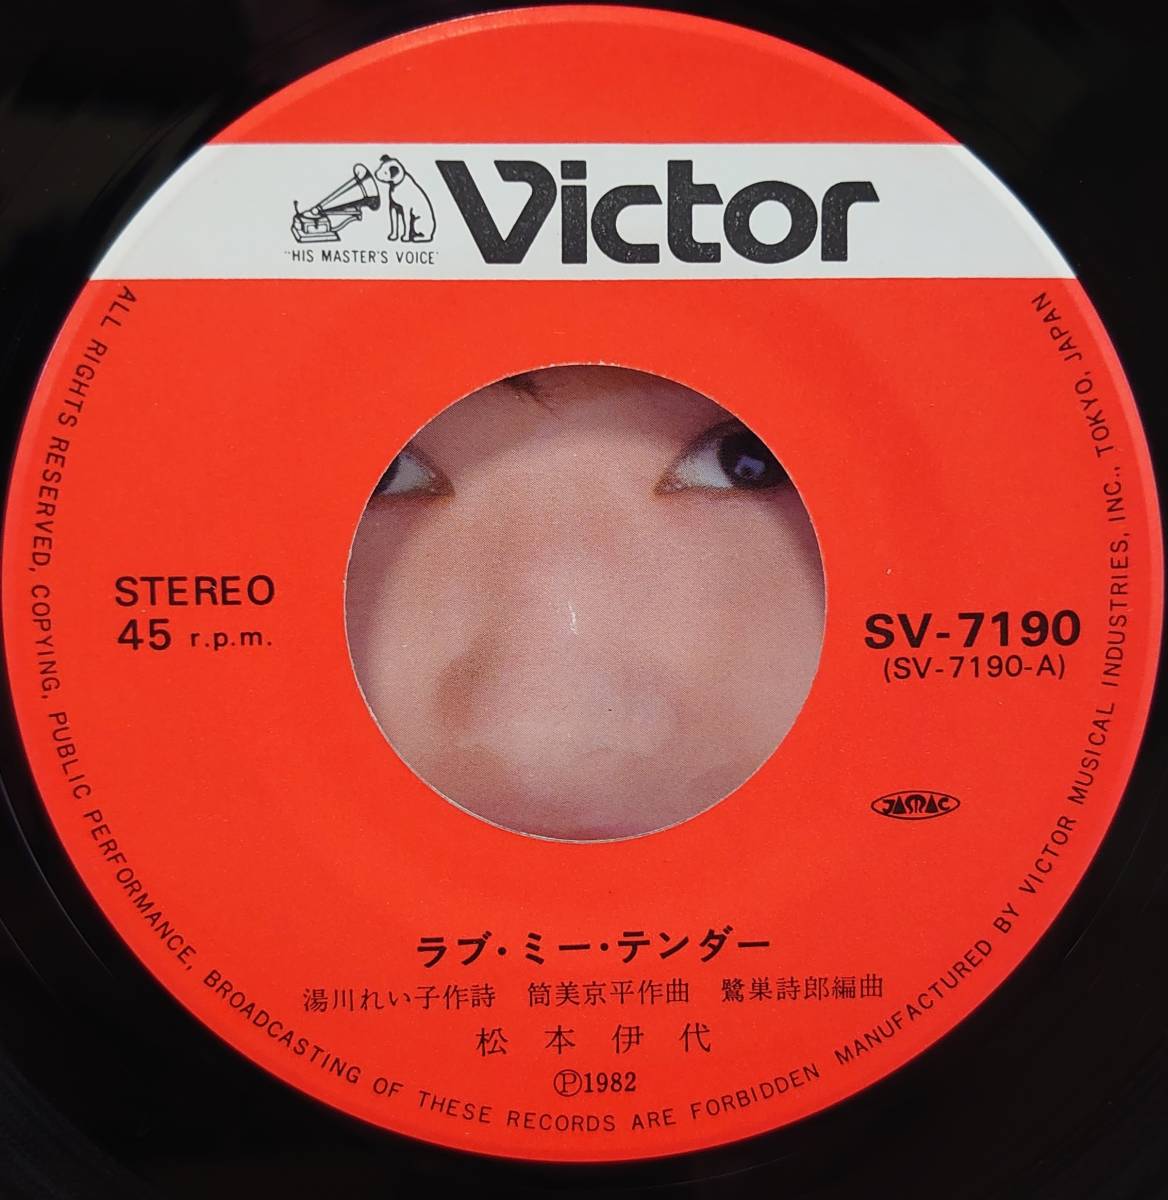 "HIS MASTER'S VOICE"
Victor
STEREO
45 r.p.m.
SV-7190
(SV-7190-A)
JASRAC
ラブ・ミー・テンダー
湯川れい子作詩 筒美京平作曲 鷺巣詩郎編曲
松本伊代
Ⓟ1982
ALL RIGHTS RESERVED, COPYING, PUBLIC PERFORMANCE, BROADCASTING OF THESE RECORDS ARE FORBIDDEN MANUFACTURED BY VICTOR MUSICAL INDUSTRIES, INC., TOKYO, JAPAN